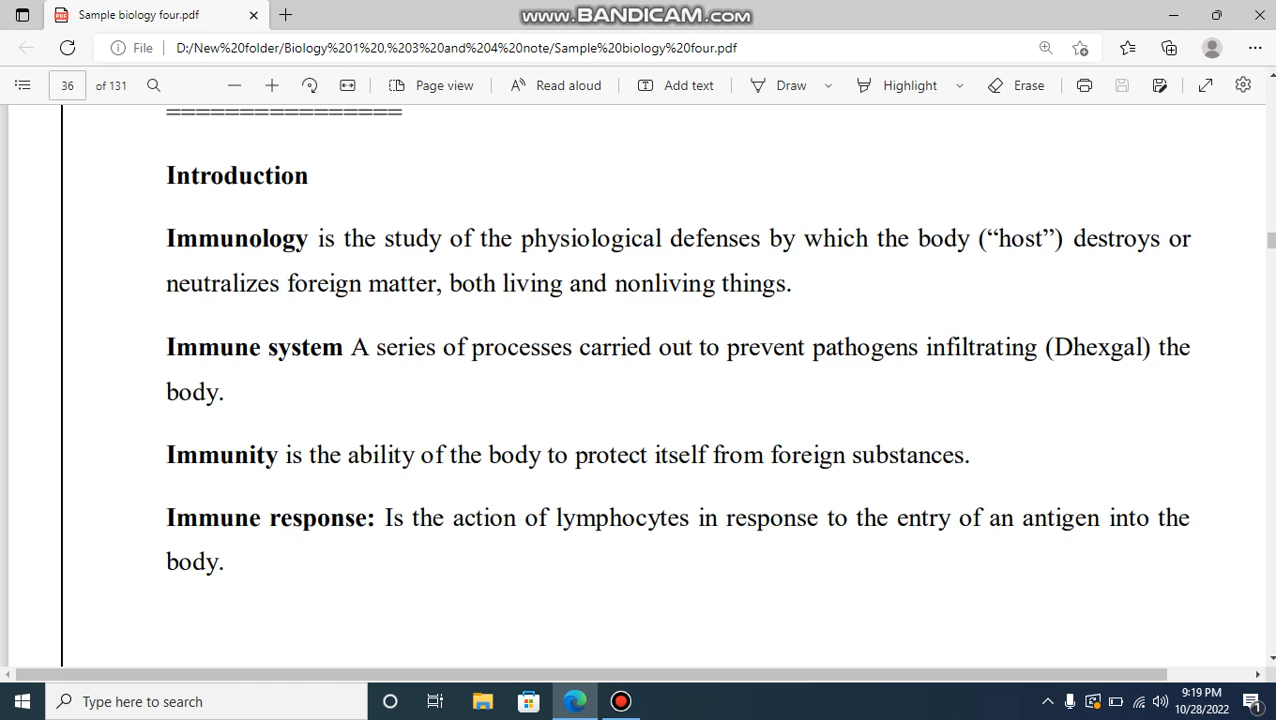 Sample biology four.pdf
www.BANDICAM.com
File D:/New%20folder/Biology%201%20.%203%20and%204%20note/Sample%20biology%20four.pdf
36 of 131 Page view Read aloud Add text Draw Highlight Erase
================
Introduction
Immunology is the study of the physiological defenses by which the body (“host”) destroys or
neutralizes foreign matter, both living and nonliving things.
Immune system A series of processes carried out to prevent pathogens infiltrating (Dhexgal) the
body.
Immunity is the ability of the body to protect itself from foreign substances.
Immune response: Is the action of lymphocytes in response to the entry of an antigen into the
body.
Type here to search
9:19 PM
10/28/2022
1